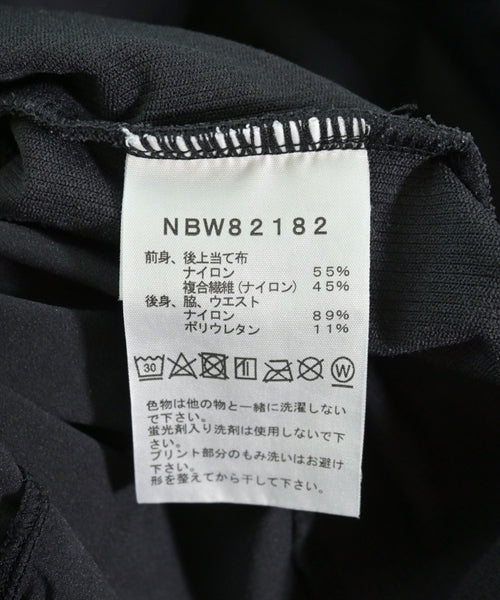 NBW82182
前身、後上当て布
ナイロン 55%
複合繊維(ナイロン) 45%
後身、脇、ウエスト
ナイロン 89%
ポリウレタン 11%
30 W
色物は他の物と一緒に洗濯しない
で下さい。
蛍光剤入り洗剤は使用しないで下
さい。
プリント部分のもみ洗いはお避け
下さい。
形を整えてから干して下さい。